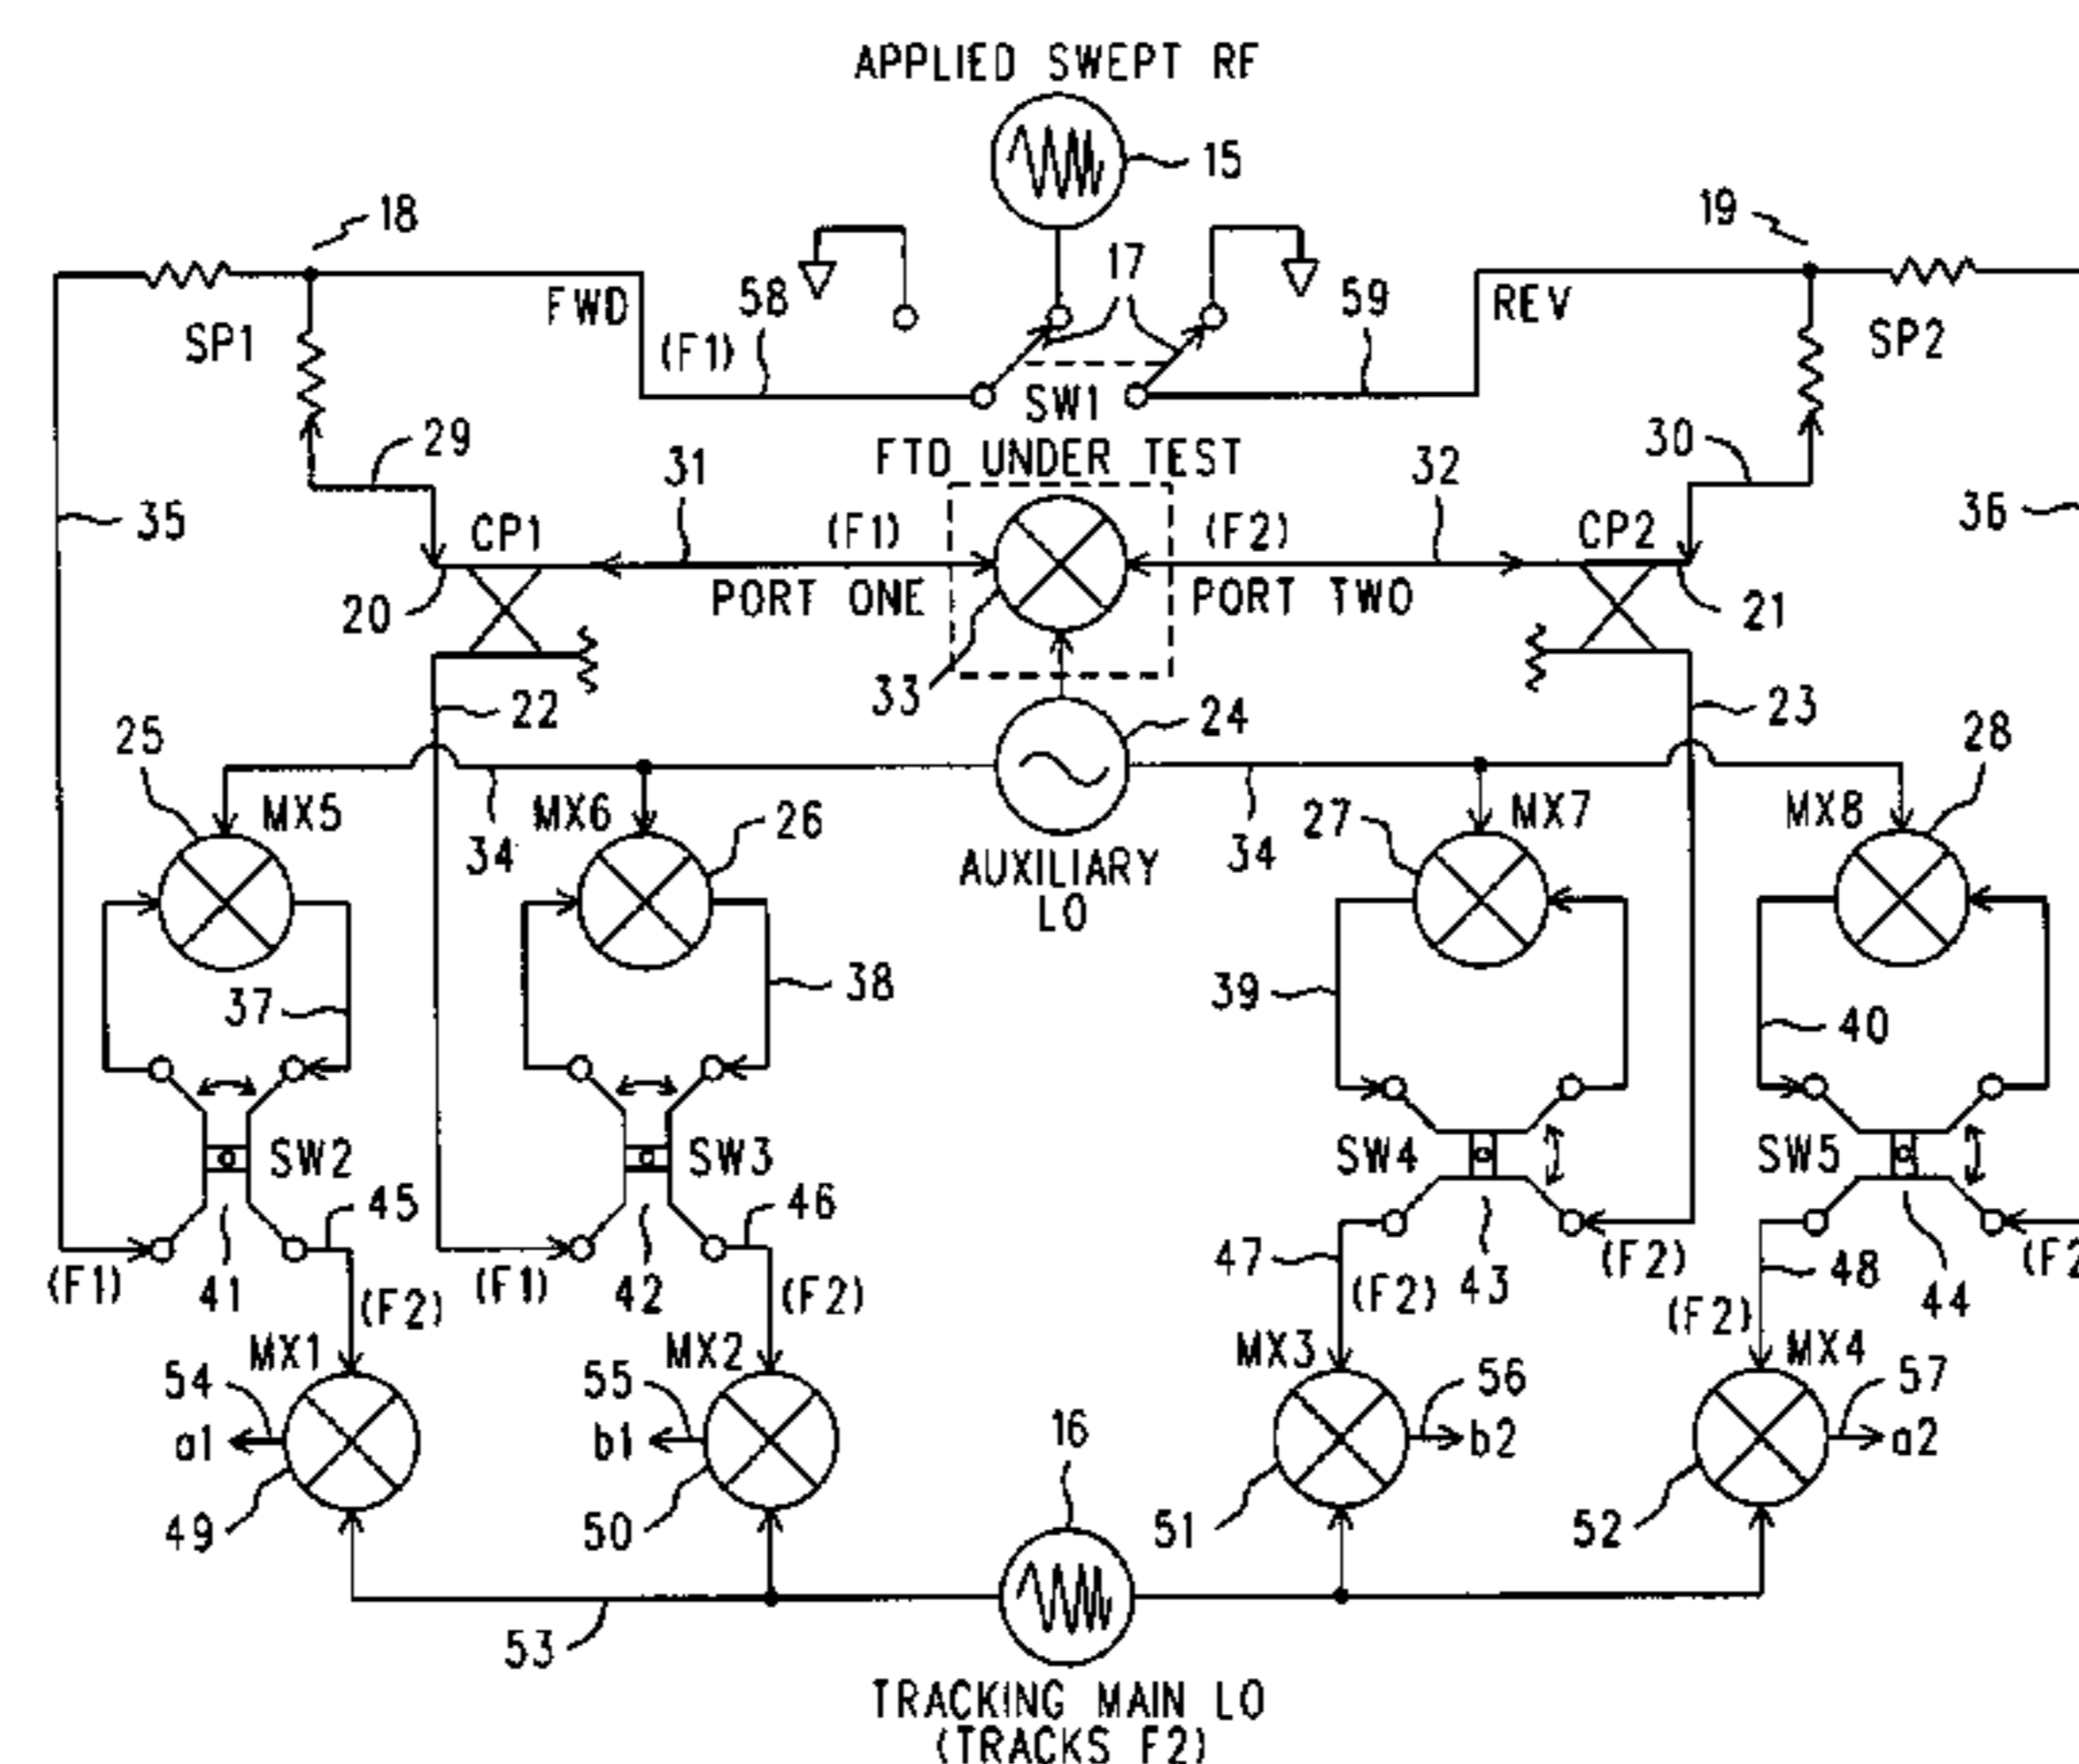 APPLIED SWEPT RF
15
18
19
17
58
59
FWD
REV
(F1)
SP1
SP2
SW1
FTD UNDER TEST
29
31
32
30
35
36
CP1
(F1)
(F2)
CP2
20
PORT ONE
PORT TWO
21
33
22
24
23
25
28
MX5
MX6
26
27
MX7
MX8
34
34
AUXILIARY
LO
37
38
39
40
SW2
SW3
SW4
SW5
45
46
47
48
(F1)
41
(F2)
(F1)
42
(F2)
(F2)
43
(F2)
(F2)
44
(F2
MX1
MX2
MX3
MX4
54
55
56
57
a1
b1
16
b2
a2
49
50
51
52
53
TRACKING MAIN LO
(TRACKS F2)